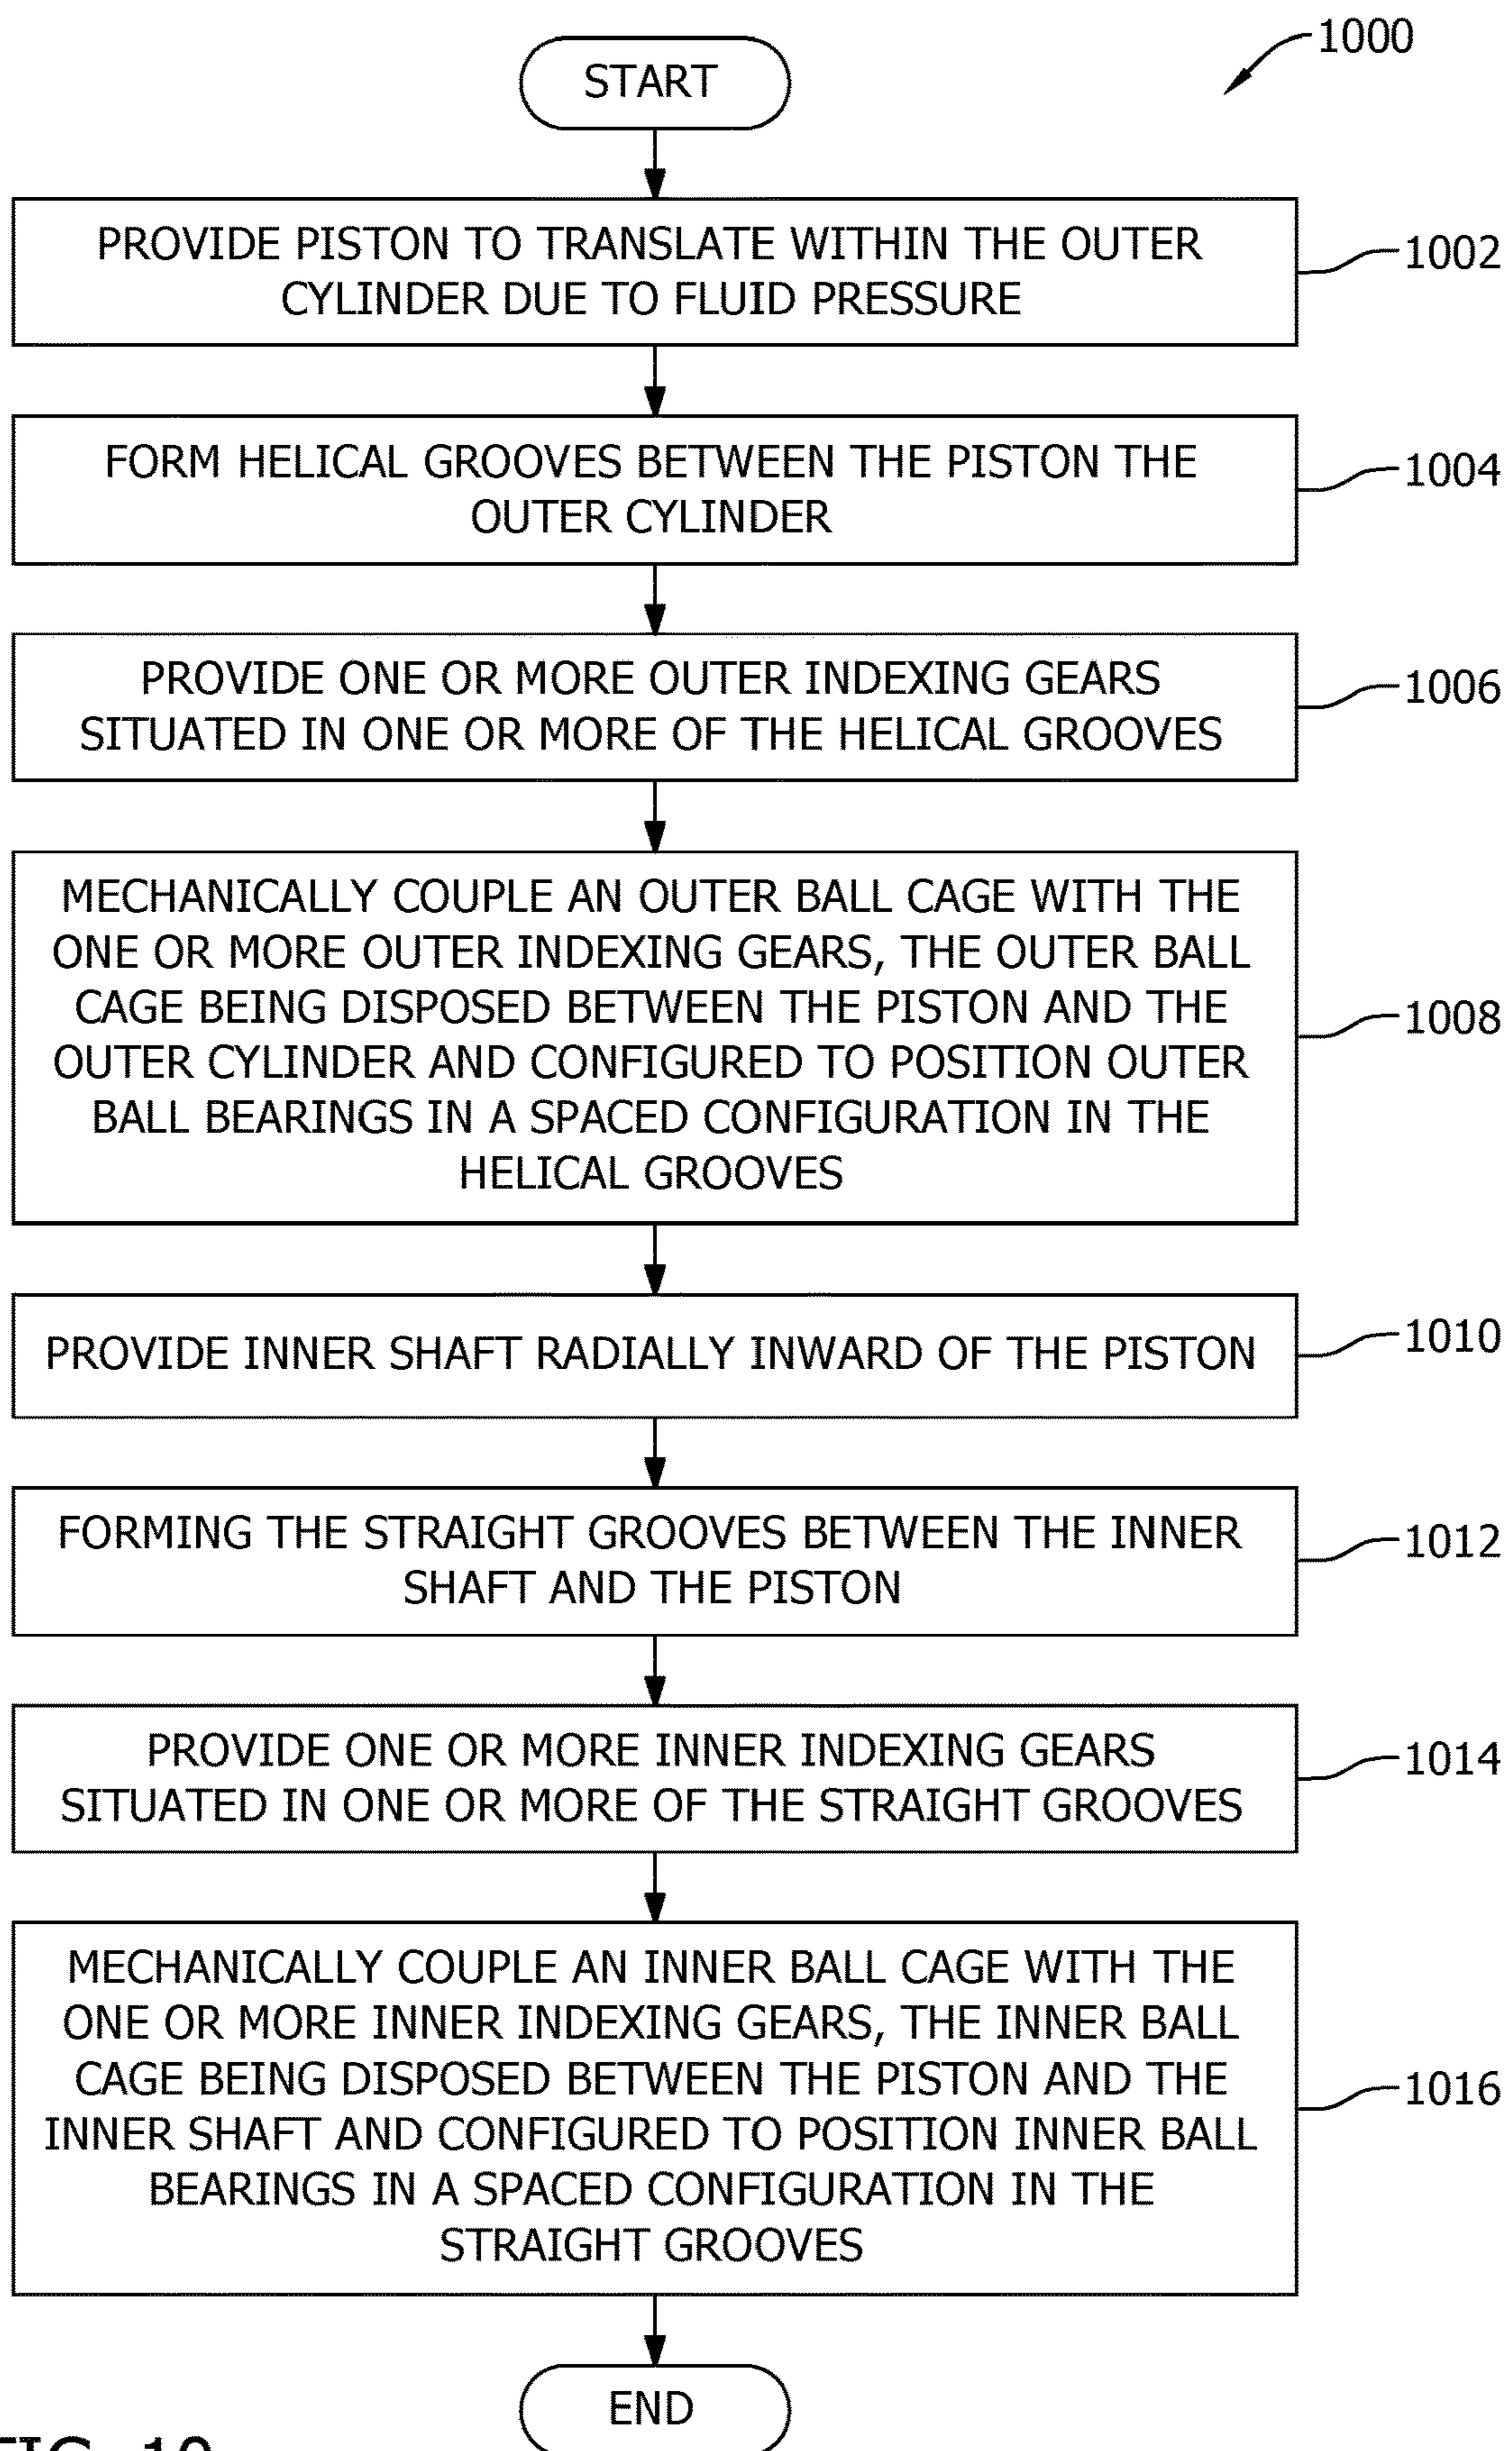 1000
START
PROVIDE PISTON TO TRANSLATE WITHIN THE OUTER
CYLINDER DUE TO FLUID PRESSURE
1002
FORM HELICAL GROOVES BETWEEN THE PISTON THE
OUTER CYLINDER
1004
PROVIDE ONE OR MORE OUTER INDEXING GEARS
SITUATED IN ONE OR MORE OF THE HELICAL GROOVES
1006
MECHANICALLY COUPLE AN OUTER BALL CAGE WITH THE
ONE OR MORE OUTER INDEXING GEARS, THE OUTER BALL
CAGE BEING DISPOSED BETWEEN THE PISTON AND THE
OUTER CYLINDER AND CONFIGURED TO POSITION OUTER
BALL BEARINGS IN A SPACED CONFIGURATION IN THE
HELICAL GROOVES
1008
PROVIDE INNER SHAFT RADIALLY INWARD OF THE PISTON
1010
FORMING THE STRAIGHT GROOVES BETWEEN THE INNER
SHAFT AND THE PISTON
1012
PROVIDE ONE OR MORE INNER INDEXING GEARS
SITUATED IN ONE OR MORE OF THE STRAIGHT GROOVES
1014
MECHANICALLY COUPLE AN INNER BALL CAGE WITH THE
ONE OR MORE INNER INDEXING GEARS, THE INNER BALL
CAGE BEING DISPOSED BETWEEN THE PISTON AND THE
INNER SHAFT AND CONFIGURED TO POSITION INNER BALL
BEARINGS IN A SPACED CONFIGURATION IN THE
STRAIGHT GROOVES
1016
END